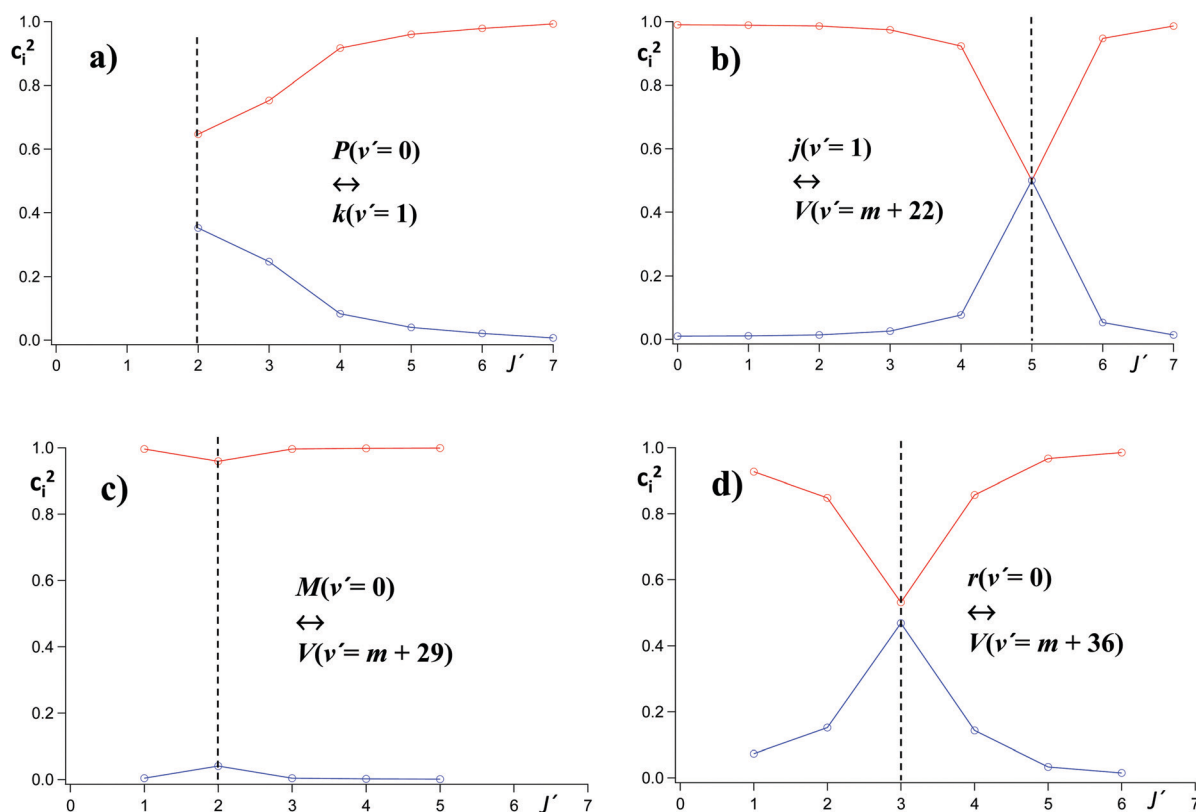 a)
1.0
c_i^2
0.8
0.6
0.4
0.2
0.0
P(v´= 0)
↔
k(v´= 1)
0 1 2 3 4 5 6 J´ 7
b)
1.0
c_i^2
0.8
0.6
0.4
0.2
0.0
j(v´= 1)
↔
V(v´= m + 22)
0 1 2 3 4 5 6 J´ 7
c)
1.0
c_i^2
0.8
0.6
0.4
0.2
0.0
M(v´= 0)
↔
V(v´= m + 29)
0 1 2 3 4 5 6 J´ 7
d)
1.0
c_i^2
0.8
0.6
0.4
0.2
0.0
r(v´= 0)
↔
V(v´= m + 36)
0 1 2 3 4 5 6 J´ 7